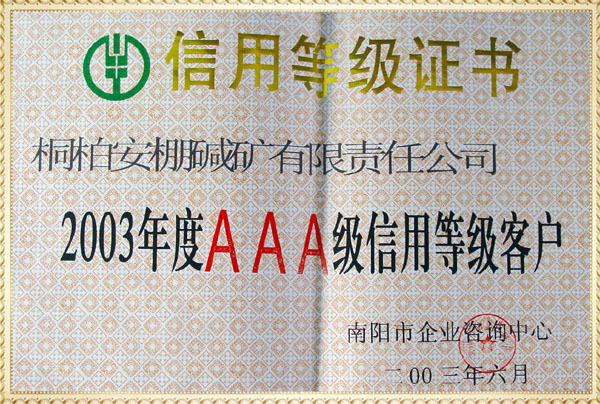 信用等级证书
桐柏安棚碱矿有限责任公司
2003年度AAA级信用等级客户
南阳市企业咨询中心
二00三年六月